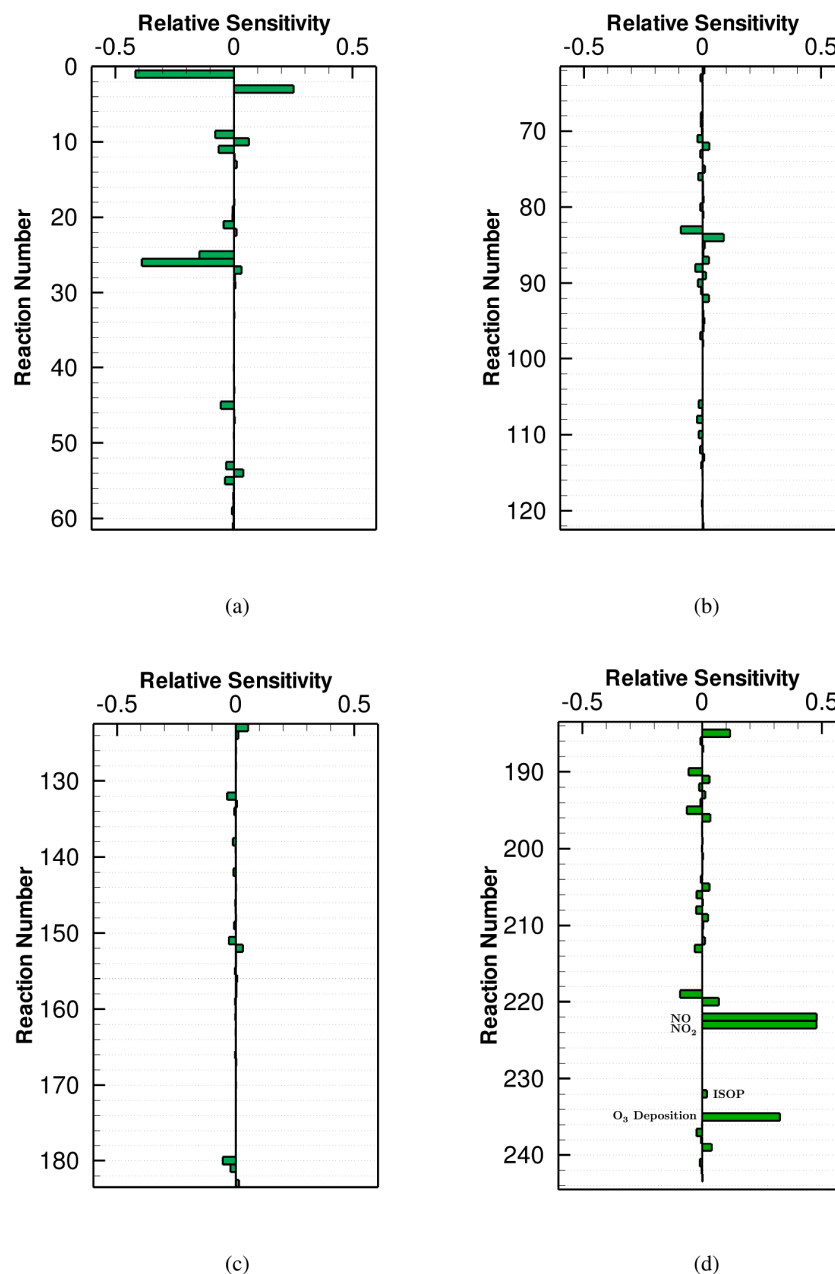 Relative Sensitivity
-0.5 0 0.5
Reaction Number
0
10
20
30
40
50
60
(a)
Relative Sensitivity
-0.5 0 0.5
Reaction Number
70
80
90
100
110
120
(b)
Relative Sensitivity
-0.5 0 0.5
Reaction Number
130
140
150
160
170
180
(c)
Relative Sensitivity
-0.5 0 0.5
Reaction Number
190
200
210
220
NO
NO₂
230
ISOP
O₃ Deposition
240
(d)